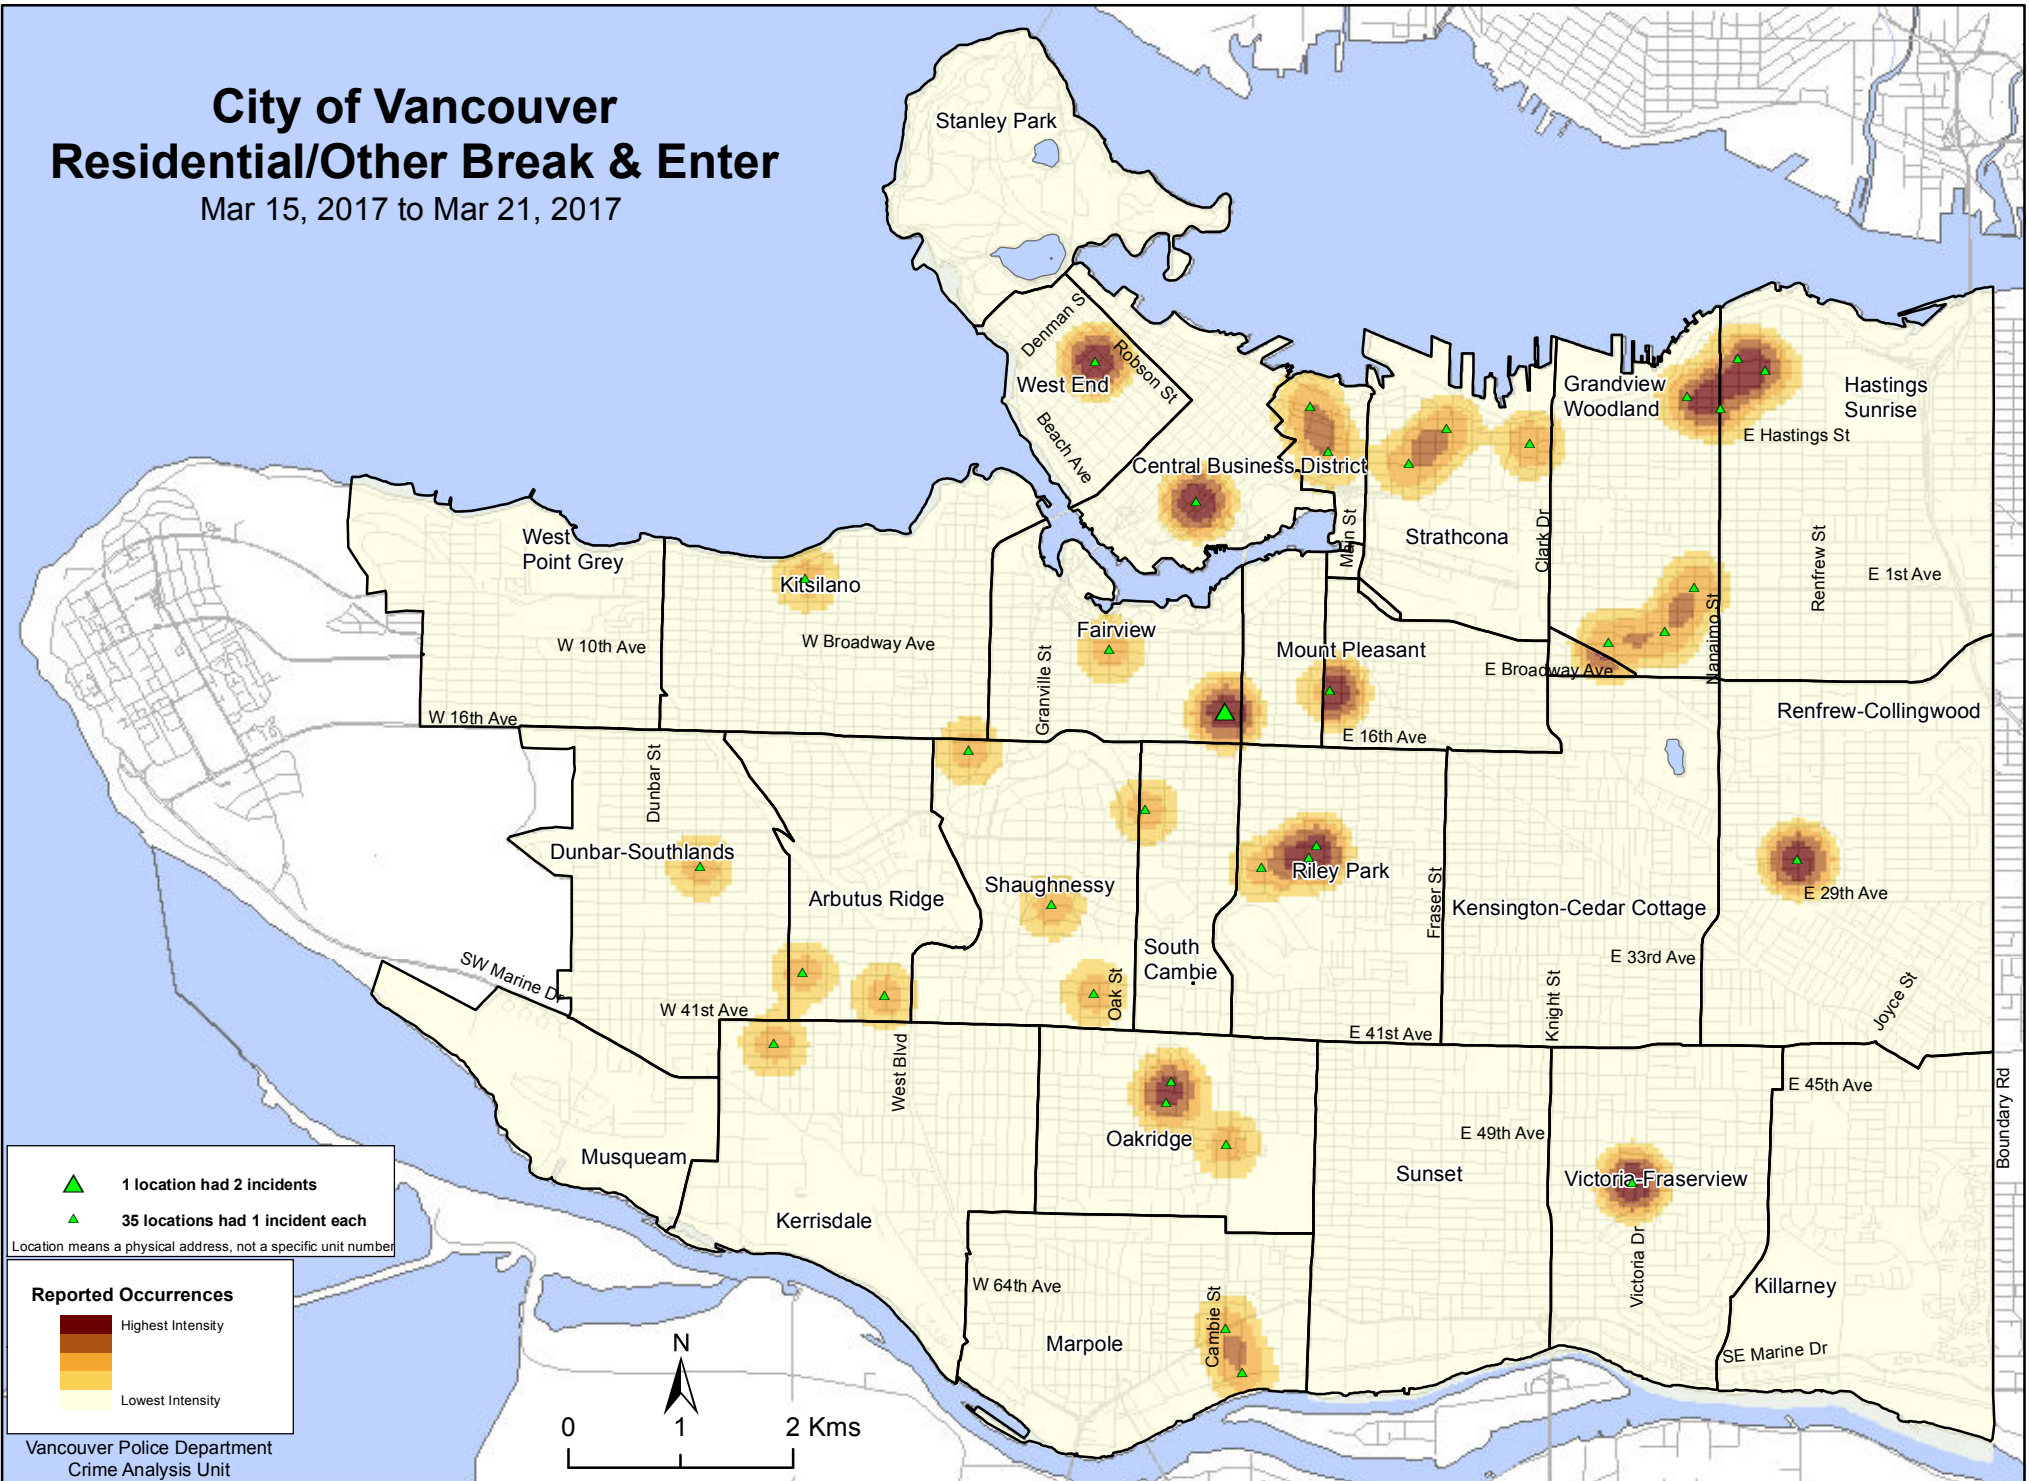 City of Vancouver
Residential/Other Break & Enter
Mar 15, 2017 to Mar 21, 2017
Stanley Park
Denman S
Robson St
West End
Beach Ave
Central Business District
Grandview
Woodland
Hastings
Sunrise
E Hastings St
West
Point Grey
Kitsilano
Main St
Strathcona
Clark Dr
Renfrew St
E 1st Ave
W 10th Ave
W Broadway Ave
Fairview
Granville St
Mount Pleasant
E Broadway Ave
Nanaimo St
W 16th Ave
E 16th Ave
Renfrew-Collingwood
Dunbar St
Dunbar-Southlands
Arbutus Ridge
Shaughnessy
Riley Park
Fraser St
Kensington-Cedar Cottage
E 29th Ave
South
Cambie
E 33rd Ave
SW Marine Dr
W 41st Ave
Oak St
Knight St
Joyce St
E 41st Ave
West Blvd
E 45th Ave
Boundary Rd
Oakridge
E 49th Ave
Musqueam
Sunset
Victoria-Fraserview
Kerrisdale
Victoria Dr
W 64th Ave
Cambie St
Killarney
Marpole
SE Marine Dr
1 location had 2 incidents
35 locations had 1 incident each
Location means a physical address, not a specific unit number
Reported Occurrences
Highest Intensity
Lowest Intensity
N
0 1 2 Kms
Vancouver Police Department
Crime Analysis Unit